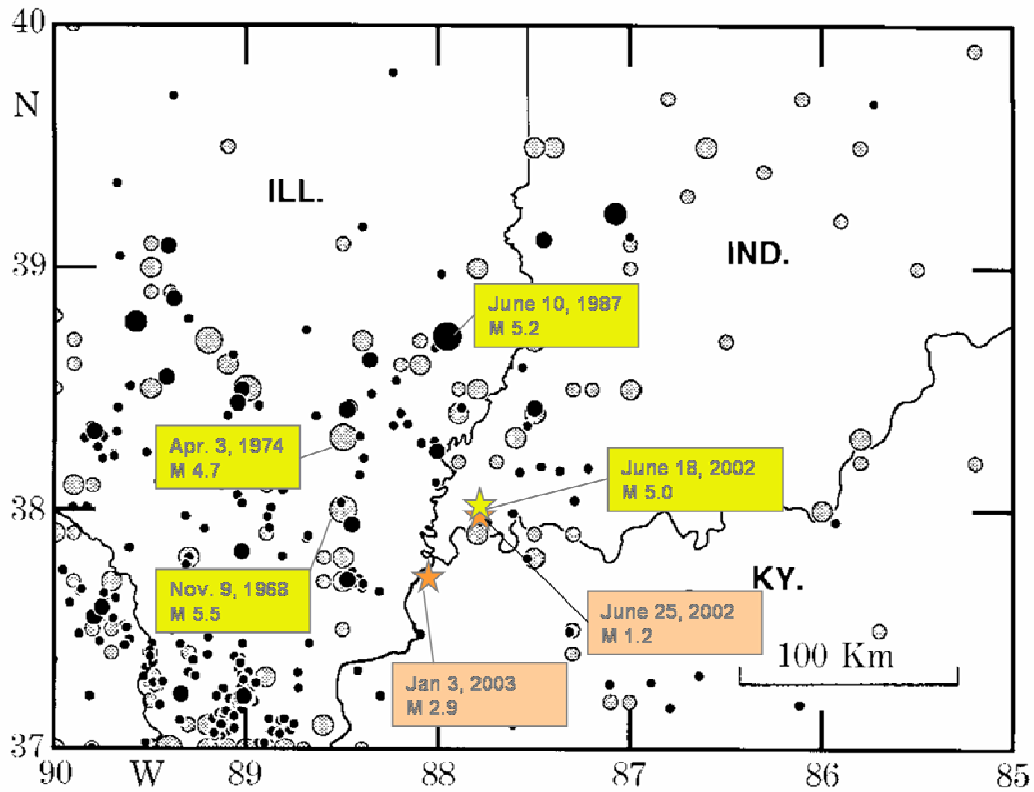 40
N
ILL.
39
IND.
June 10, 1987
M 5.2
Apr. 3, 1974
M 4.7
June 18, 2002
M 5.0
38
Nov. 9, 1968
M 5.5
KY.
June 25, 2002
M 1.2
100 Km
Jan 3, 2003
M 2.9
37
90 W 89 88 87 86 85